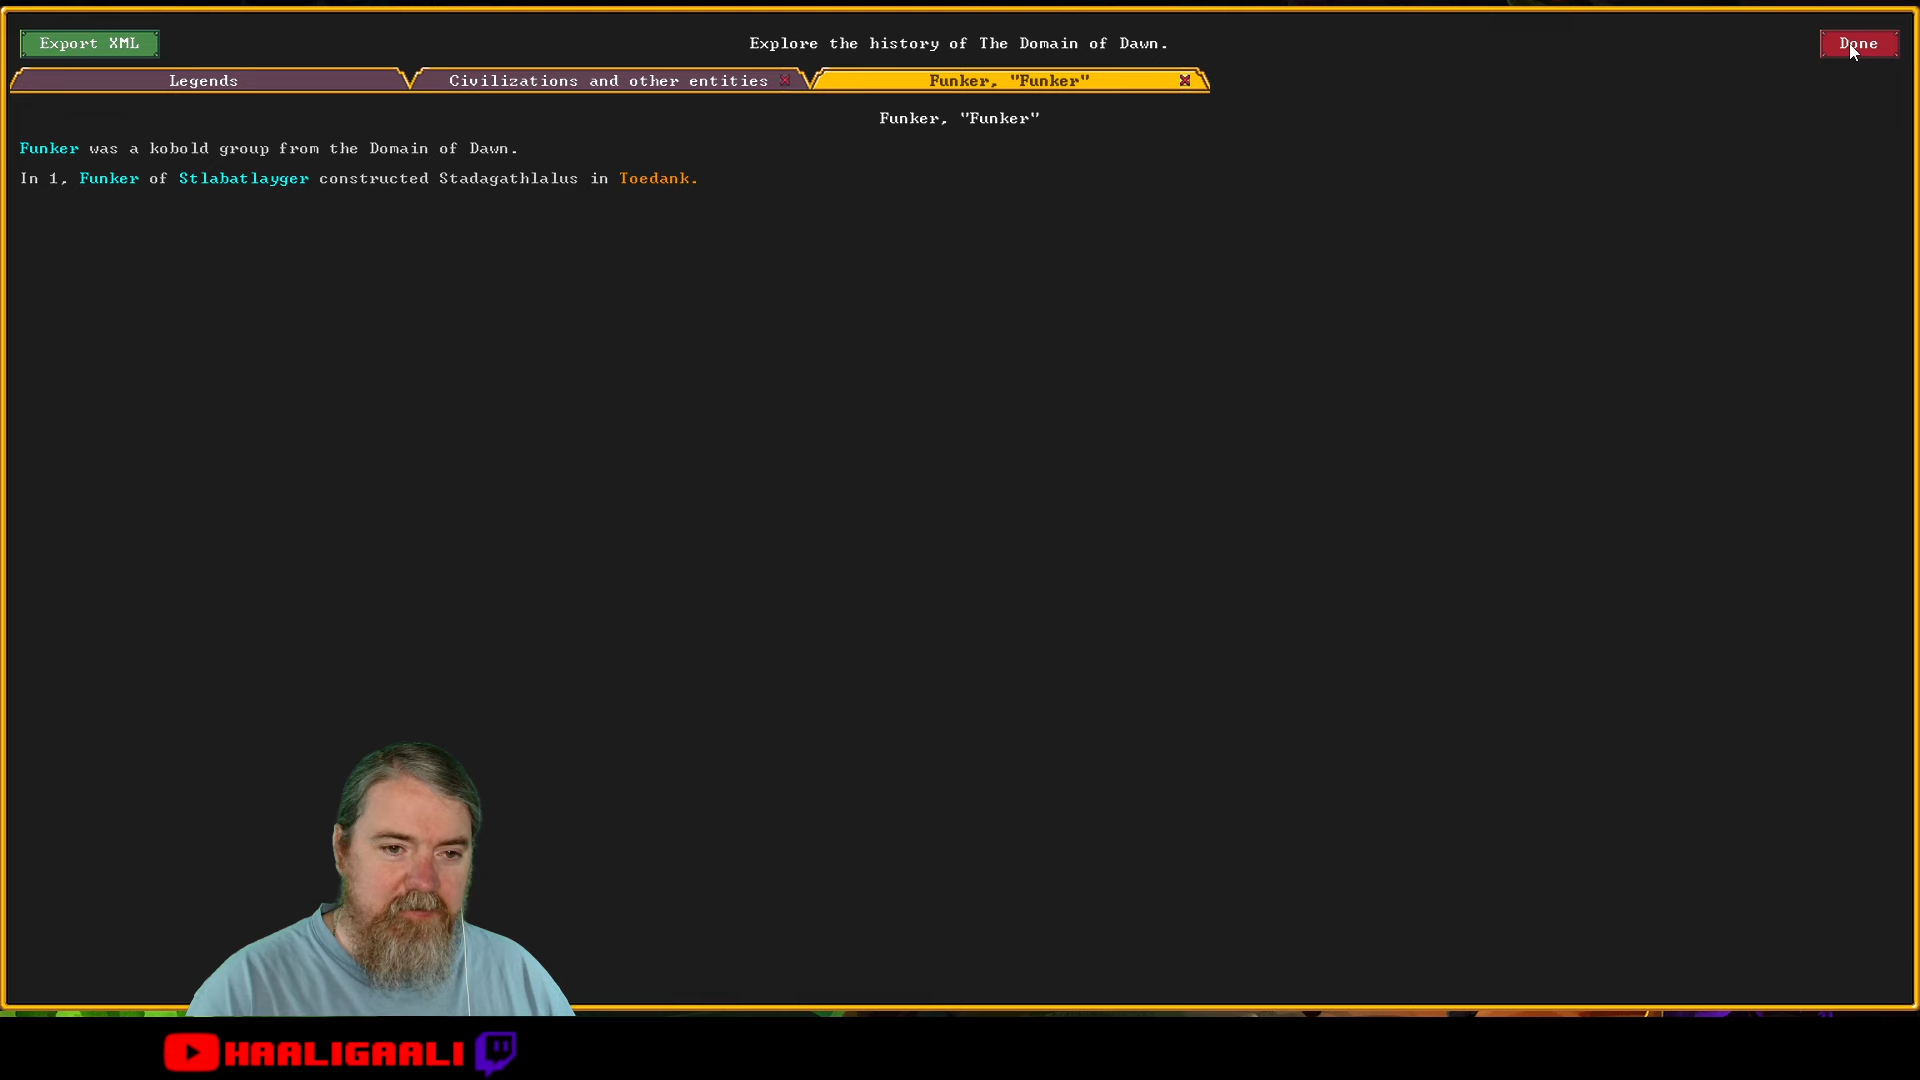 Export XML
Explore the history of The Domain of Dawn.
Done
Legends
Civilizations and other entities
Funker, "Funker"
Funker, "Funker"
Funker was a kobold group from the Domain of Dawn.
In 1, Funker of Stlabatlayger constructed Stadagathlalus in Toedank.
HAALIGAALI